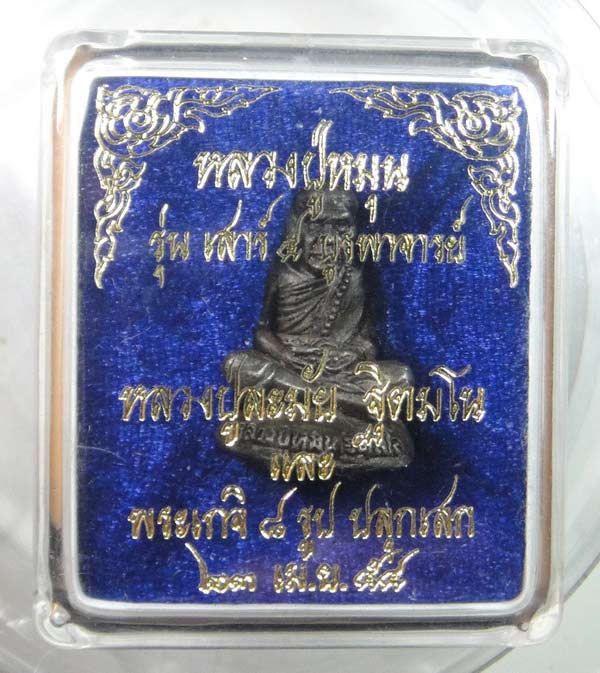 หลวงปู่หมุน
รุ่น เสาร์ ๕ บูรพาจารย์
หลวงปู่ละมัย ฐิตมโน
และ
พระเกจิ ๘ รูป ปลุกเสก
๒๓ เม.ย. ๕๕